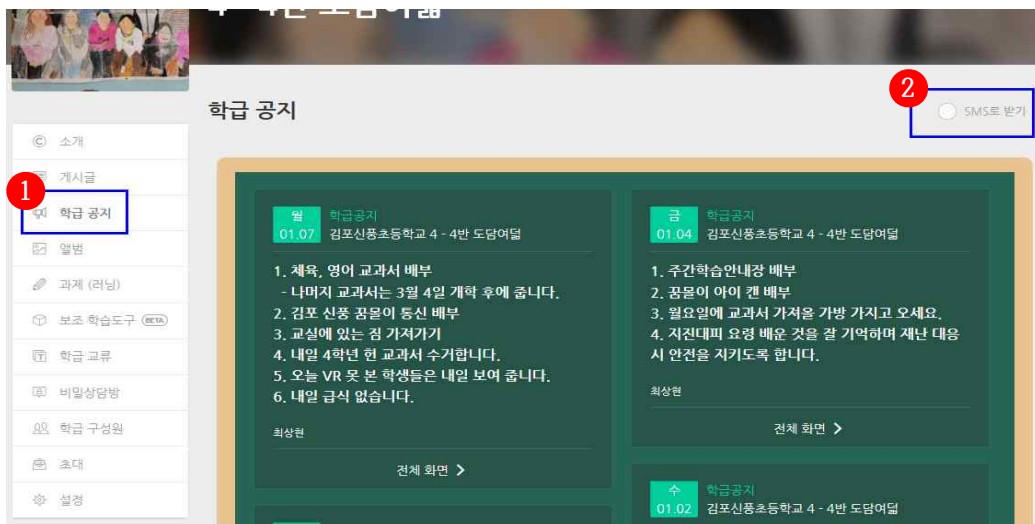 4 - 4반 도담여덟
학급 공지
2
SMS로 받기
소개
게시글
1
학급 공지
앨범
과제 (러닝)
보조 학습도구 BETA
학급 교류
비밀상담방
학급 구성원
초대
설정
월
01.07
학급공지
김포신풍초등학교 4 - 4반 도담여덟
1. 체육, 영어 교과서 배부
- 나머지 교과서는 3월 4일 개학 후에 줍니다.
2. 김포 신풍 꿈몰이 통신 배부
3. 교실에 있는 짐 가져가기
4. 내일 4학년 헌 교과서 수거합니다.
5. 오늘 VR 못 본 학생들은 내일 보여 줍니다.
6. 내일 급식 없습니다.
최상현
전체 화면
금
01.04
학급공지
김포신풍초등학교 4 - 4반 도담여덟
1. 주간학습안내장 배부
2. 꿈몰이 아이 캔 배부
3. 월요일에 교과서 가져올 가방 가지고 오세요.
4. 지진대피 요령 배운 것을 잘 기억하며 재난 대응
시 안전을 지키도록 합니다.
최상현
전체 화면
수
01.02
학급공지
김포신풍초등학교 4 - 4반 도담여덟